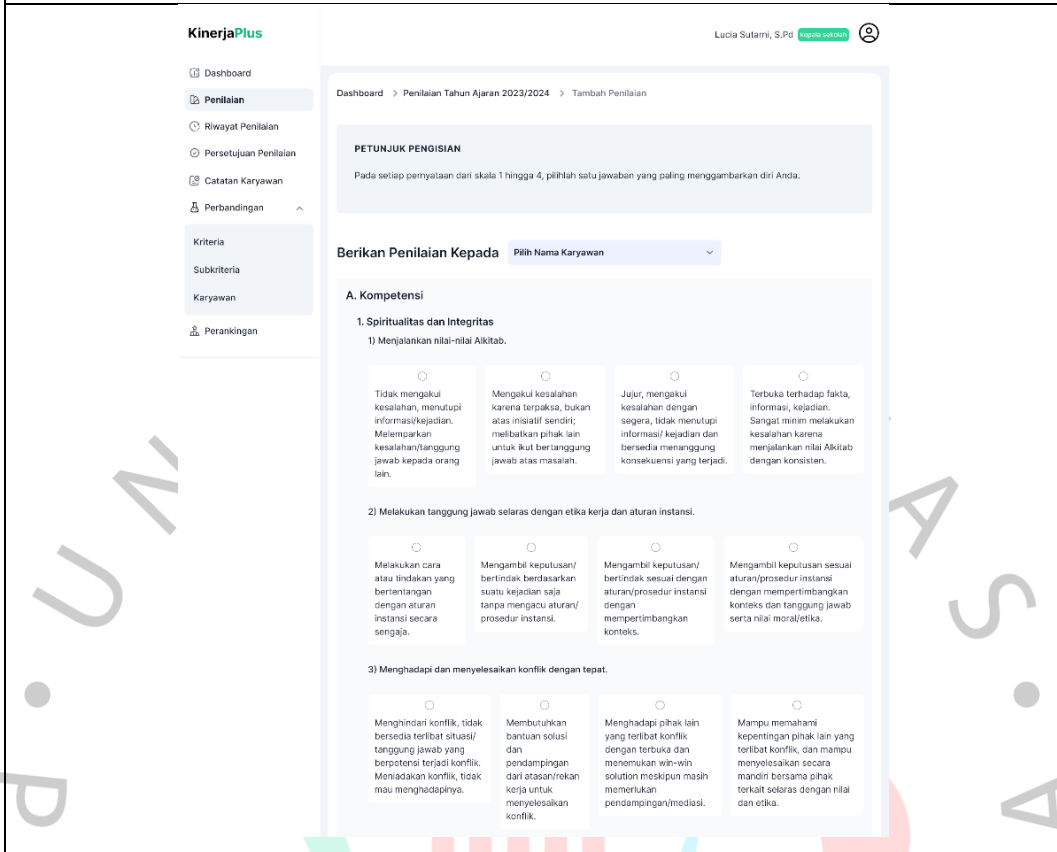 KinerjaPlus
Lucia Sutami, S.Pd kepala sekolah
Dashboard
Penilaian
Riwayat Penilaian
Persetujuan Penilaian
Catatan Karyawan
Perbandingan
Kriteria
Subkriteria
Karyawan
Perankingan
Dashboard > Penilaian Tahun Ajaran 2023/2024 > Tambah Penilaian
PETUNJUK PENGISIAN
Pada setiap pernyataan dari skala 1 hingga 4, pilihlah satu jawaban yang paling menggambarkan diri Anda.
Berikan Penilaian Kepada Pilih Nama Karyawan
A. Kompetensi
1. Spiritualitas dan Integritas
1) Menjalankan nilai-nilai Alkitab.
Tidak mengakui
kesalahan, menutupi
informasi/kejadian.
Melemparkan
kesalahan/tanggung
jawab kepada orang
lain.
Mengakui kesalahan
karena terpaksa, bukan
atas inisiatif sendiri;
melibatkan pihak lain
untuk ikut bertanggung
jawab atas masalah.
Jujur, mengakui
kesalahan dengan
segera, tidak menutupi
informasi/ kejadian dan
bersedia menanggung
konsekuensi yang terjadi.
Terbuka terhadap fakta,
informasi, kejadian.
Sangat minim melakukan
kesalahan karena
menjalankan nilai Alkitab
dengan konsisten.
2) Melakukan tanggung jawab selaras dengan etika kerja dan aturan instansi.
Melakukan cara
atau tindakan yang
bertentangan
dengan aturan
instansi secara
sengaja.
Mengambil keputusan/
bertindak berdasarkan
suatu kejadian saja
tanpa mengacu aturan/
prosedur instansi.
Mengambil keputusan/
bertindak sesuai dengan
aturan/prosedur instansi
dengan
mempertimbangkan
konteks.
Mengambil keputusan sesuai
aturan/prosedur instansi
dengan mempertimbangkan
konteks dan tanggung jawab
serta nilai moral/etika.
3) Menghadapi dan menyelesaikan konflik dengan tepat.
Menghindari konflik, tidak
bersedia terlibat situasi/
tanggung jawab yang
berpotensi terjadi konflik.
Meniadakan konflik, tidak
mau menghadapinya.
Membutuhkan
bantuan solusi
dan
pendampingan
dari atasan/rekan
kerja untuk
menyelesaikan
konflik.
Menghadapi pihak lain
yang terlibat konflik
dengan terbuka dan
menemukan win-win
solution meskipun masih
memerlukan
pendampingan/mediasi.
Mampu memahami
kepentingan pihak lain yang
terlibat konflik, dan mampu
menyelesaikan secara
mandiri bersama pihak
terkait selaras dengan nilai
dan etika.